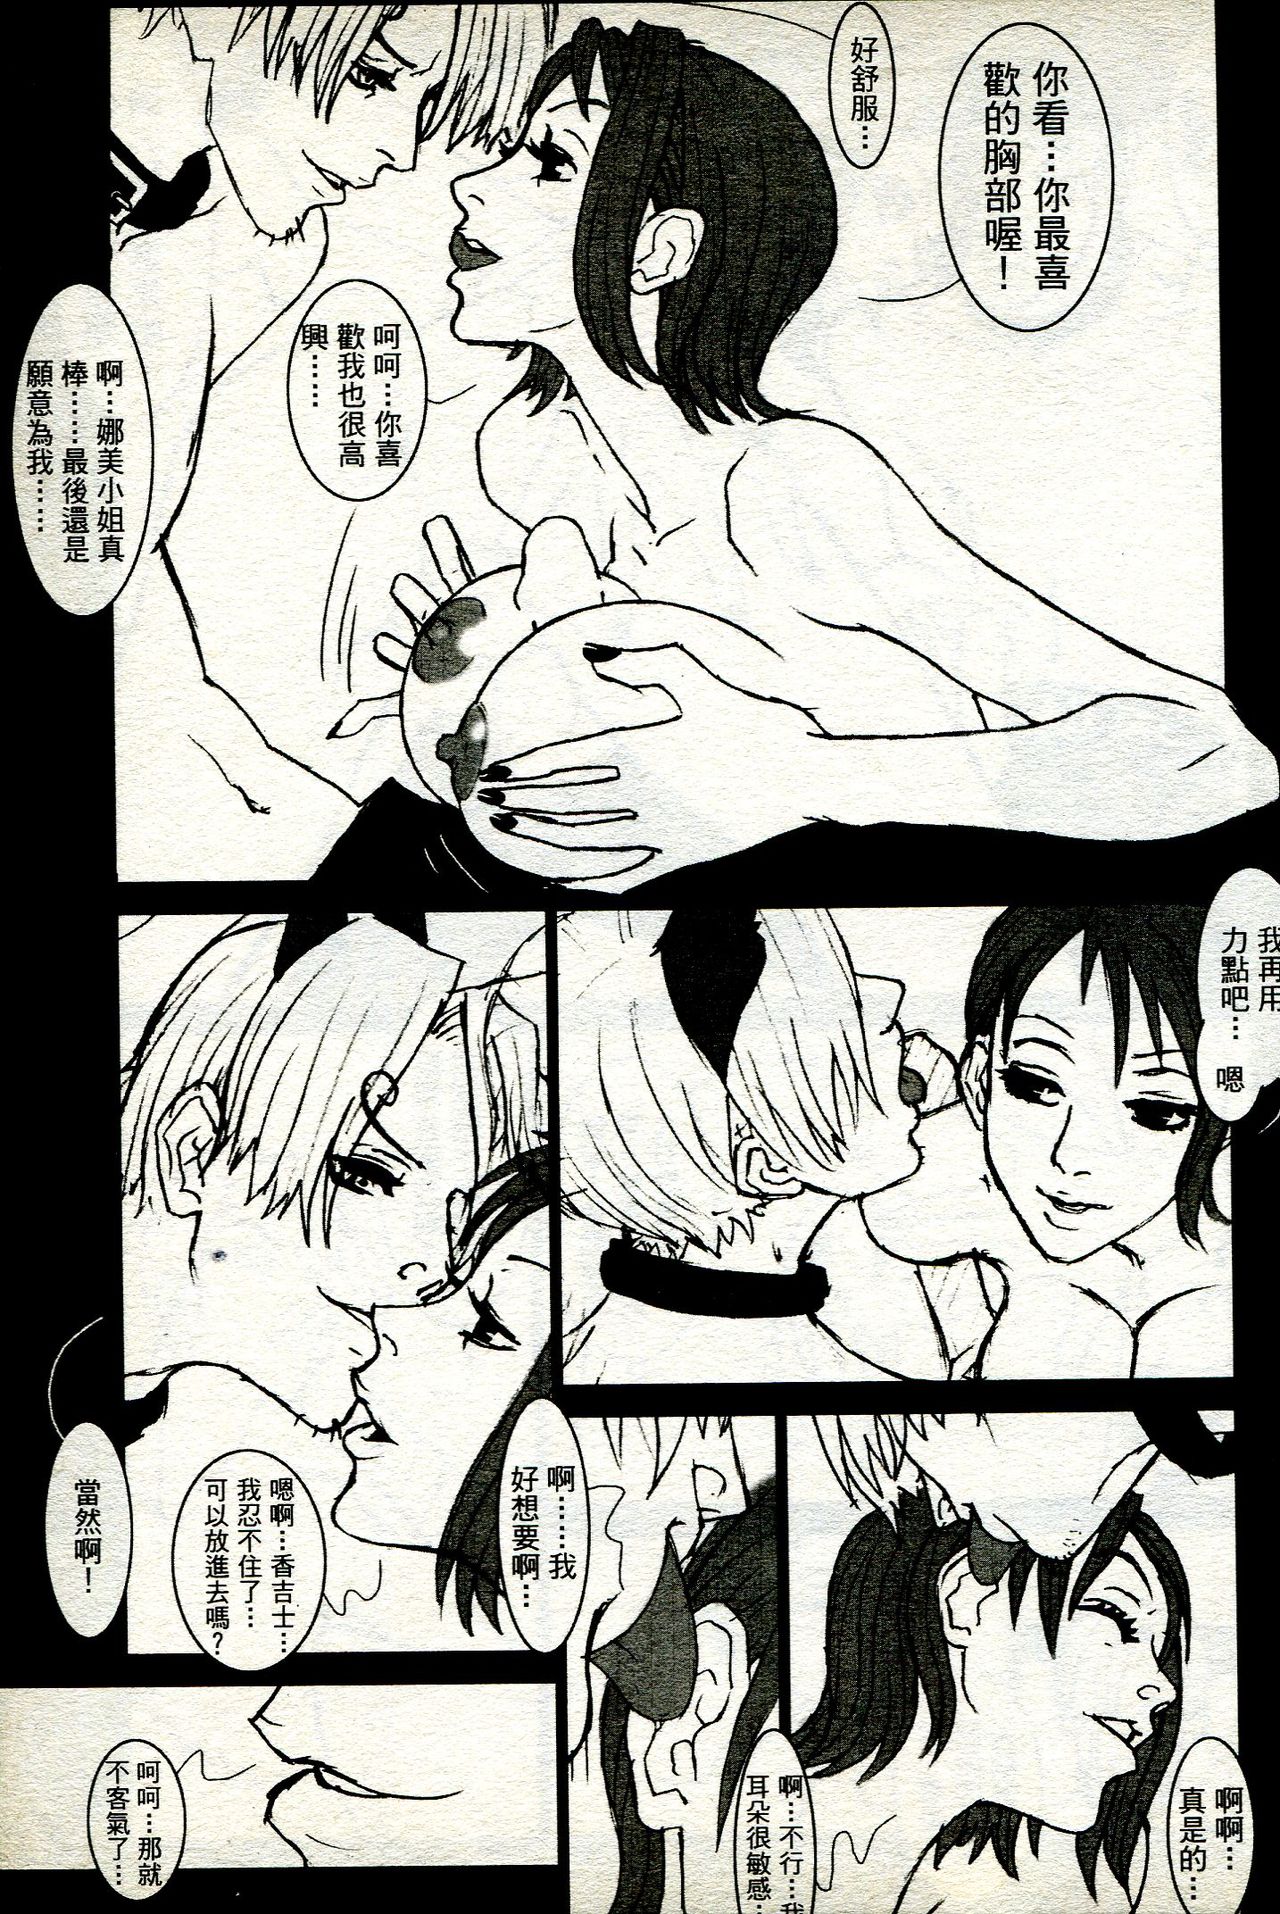 你看…你最喜
歡的胸部喔！
好舒服…
呵呵…你喜
歡我也很高
興……
啊…娜美小姐真
棒……最後還是
願意為我……
我再用
力點吧…
嗯
啊……我
好想要啊…
嗯啊…香吉士…
我忍不住了…
可以放進去嗎？
當然啊！
啊啊…
真是的…
啊…不行…我
耳朵很敏感…
呵呵…那就
不客氣了…